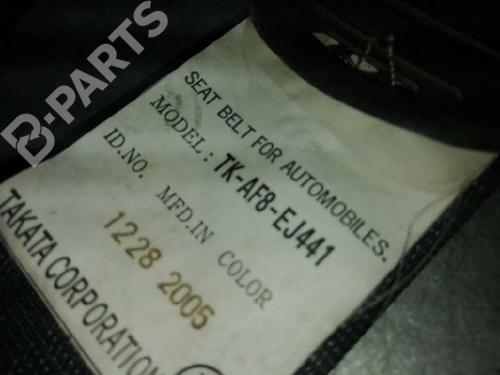 B-PARTS
SEAT BELT FOR AUTOMOBILES.
MODEL: TK-AF8-EJ441
ID.NO. MFD.IN COLOR
1228 2005
TAKATA CORPORATION